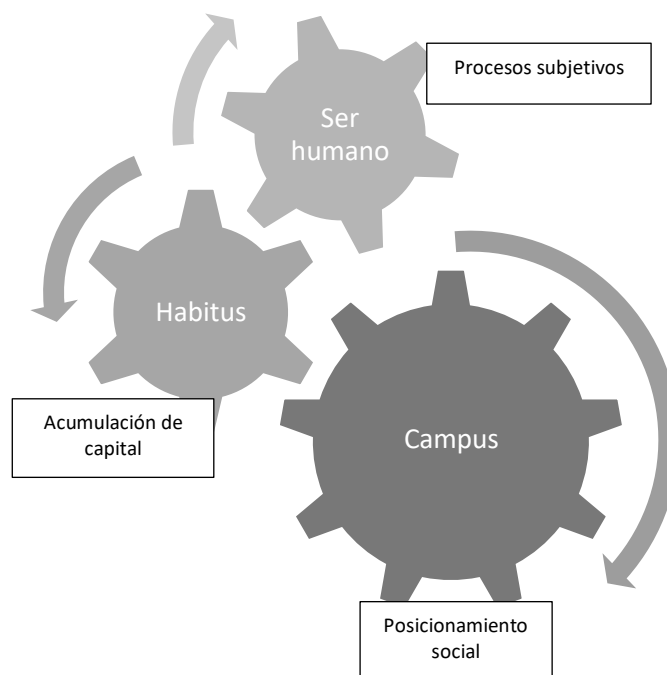 Procesos subjetivos
Ser
humano
Habitus
Acumulación de
capital
Campus
Posicionamiento
social